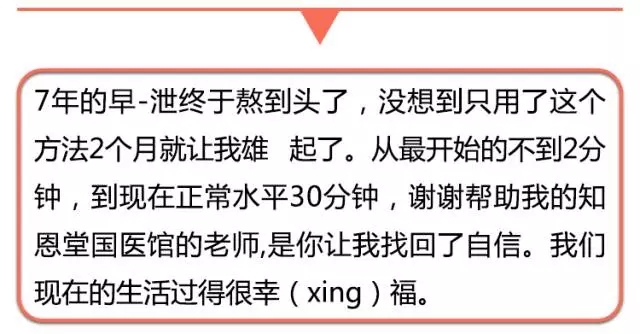 7年的早-泄终于熬到头了，没想到只用了这个
方法2个月就让我雄  起了。从最开始的不到2分
钟，到现在正常水平30分钟，谢谢帮助我的知
恩堂国医馆的老师,是你让我找回了自信。我们
现在的生活过得很幸（xing）福。